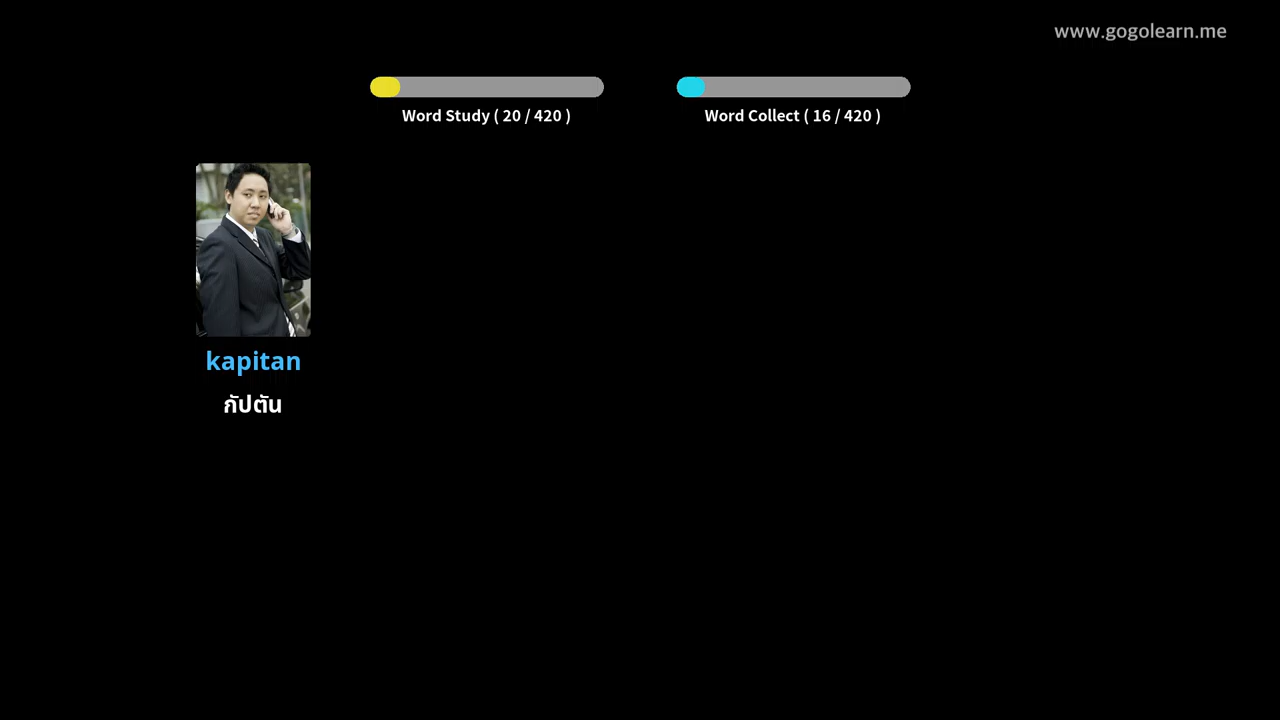 www.gogolearn.me
Word Study ( 20 / 420 )
Word Collect ( 16 / 420 )
kapitan
กัปตัน